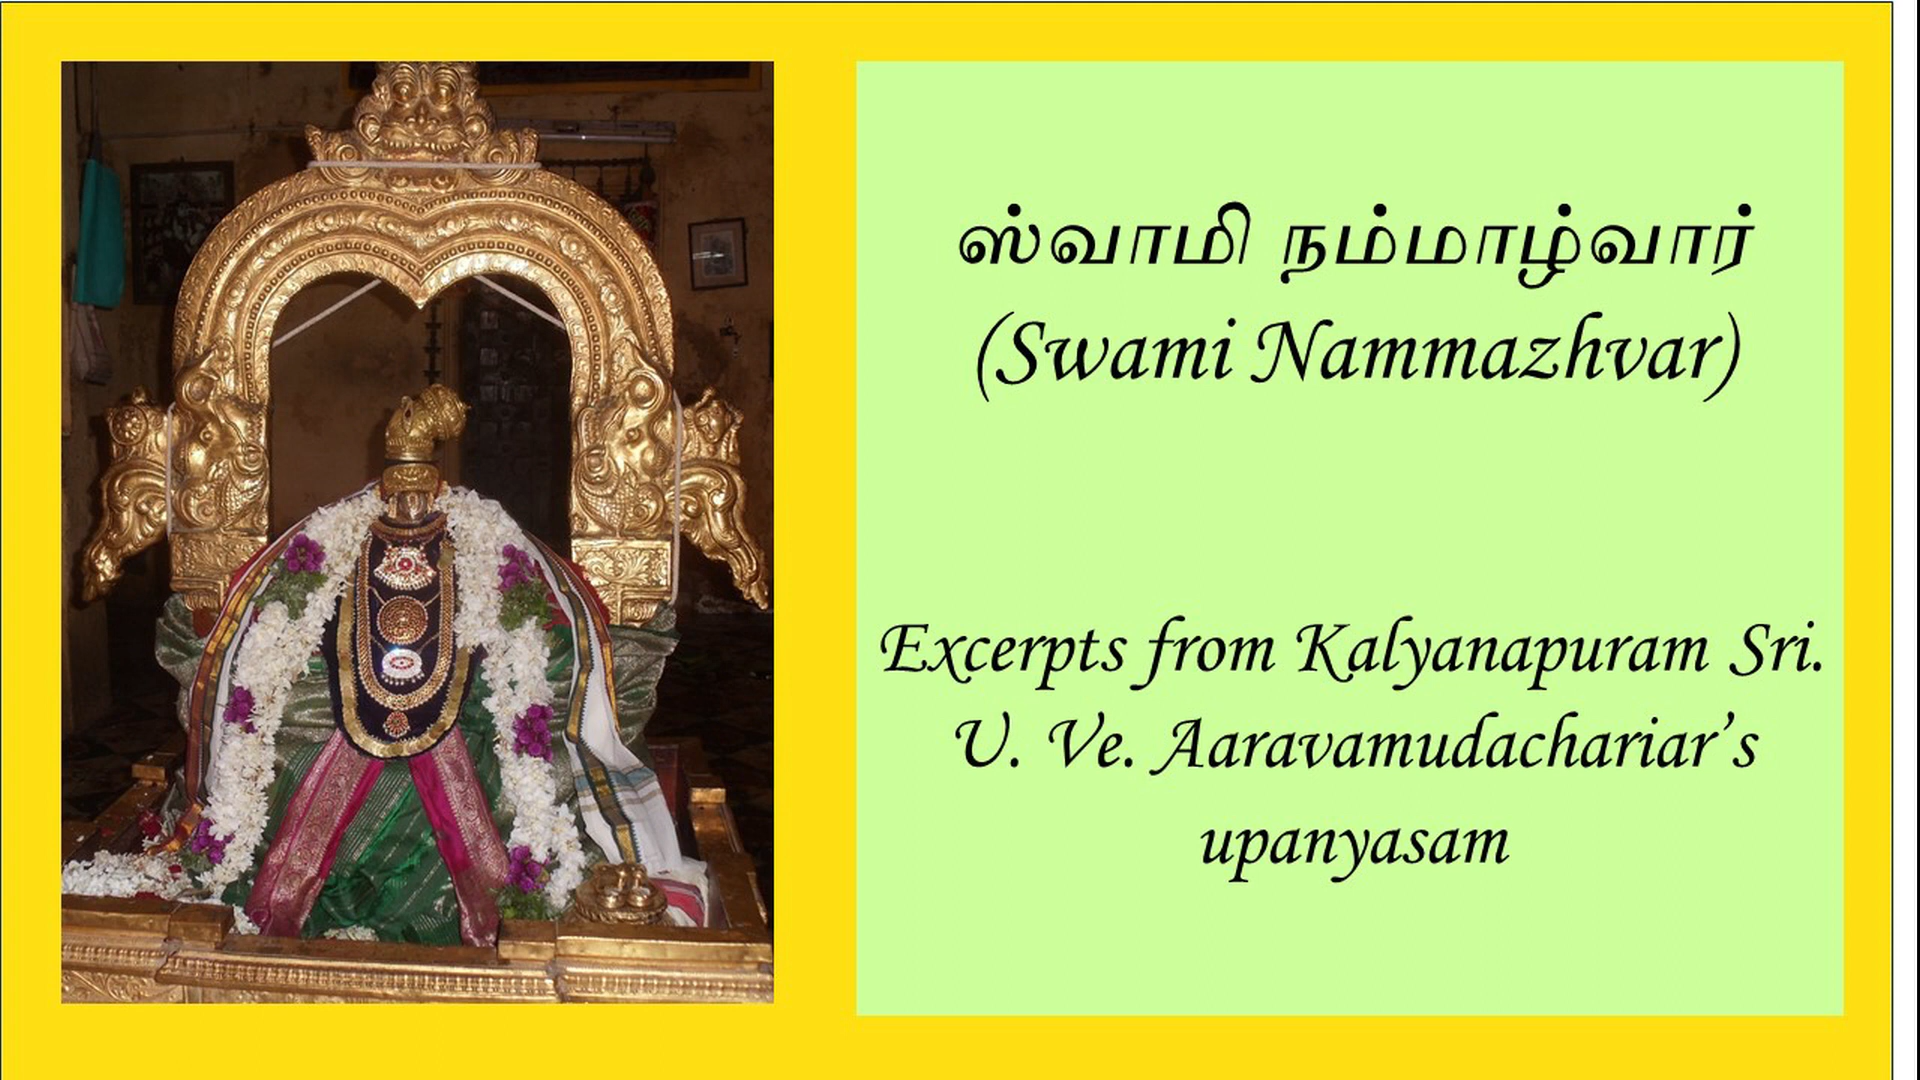 ஸ்வாமி நம்மாழ்வார்
(Swami Nammazhvar)
Excerpts from Kalyanapuram Sri.
U. Ve. Aaravamudachariar’s
upanyasam